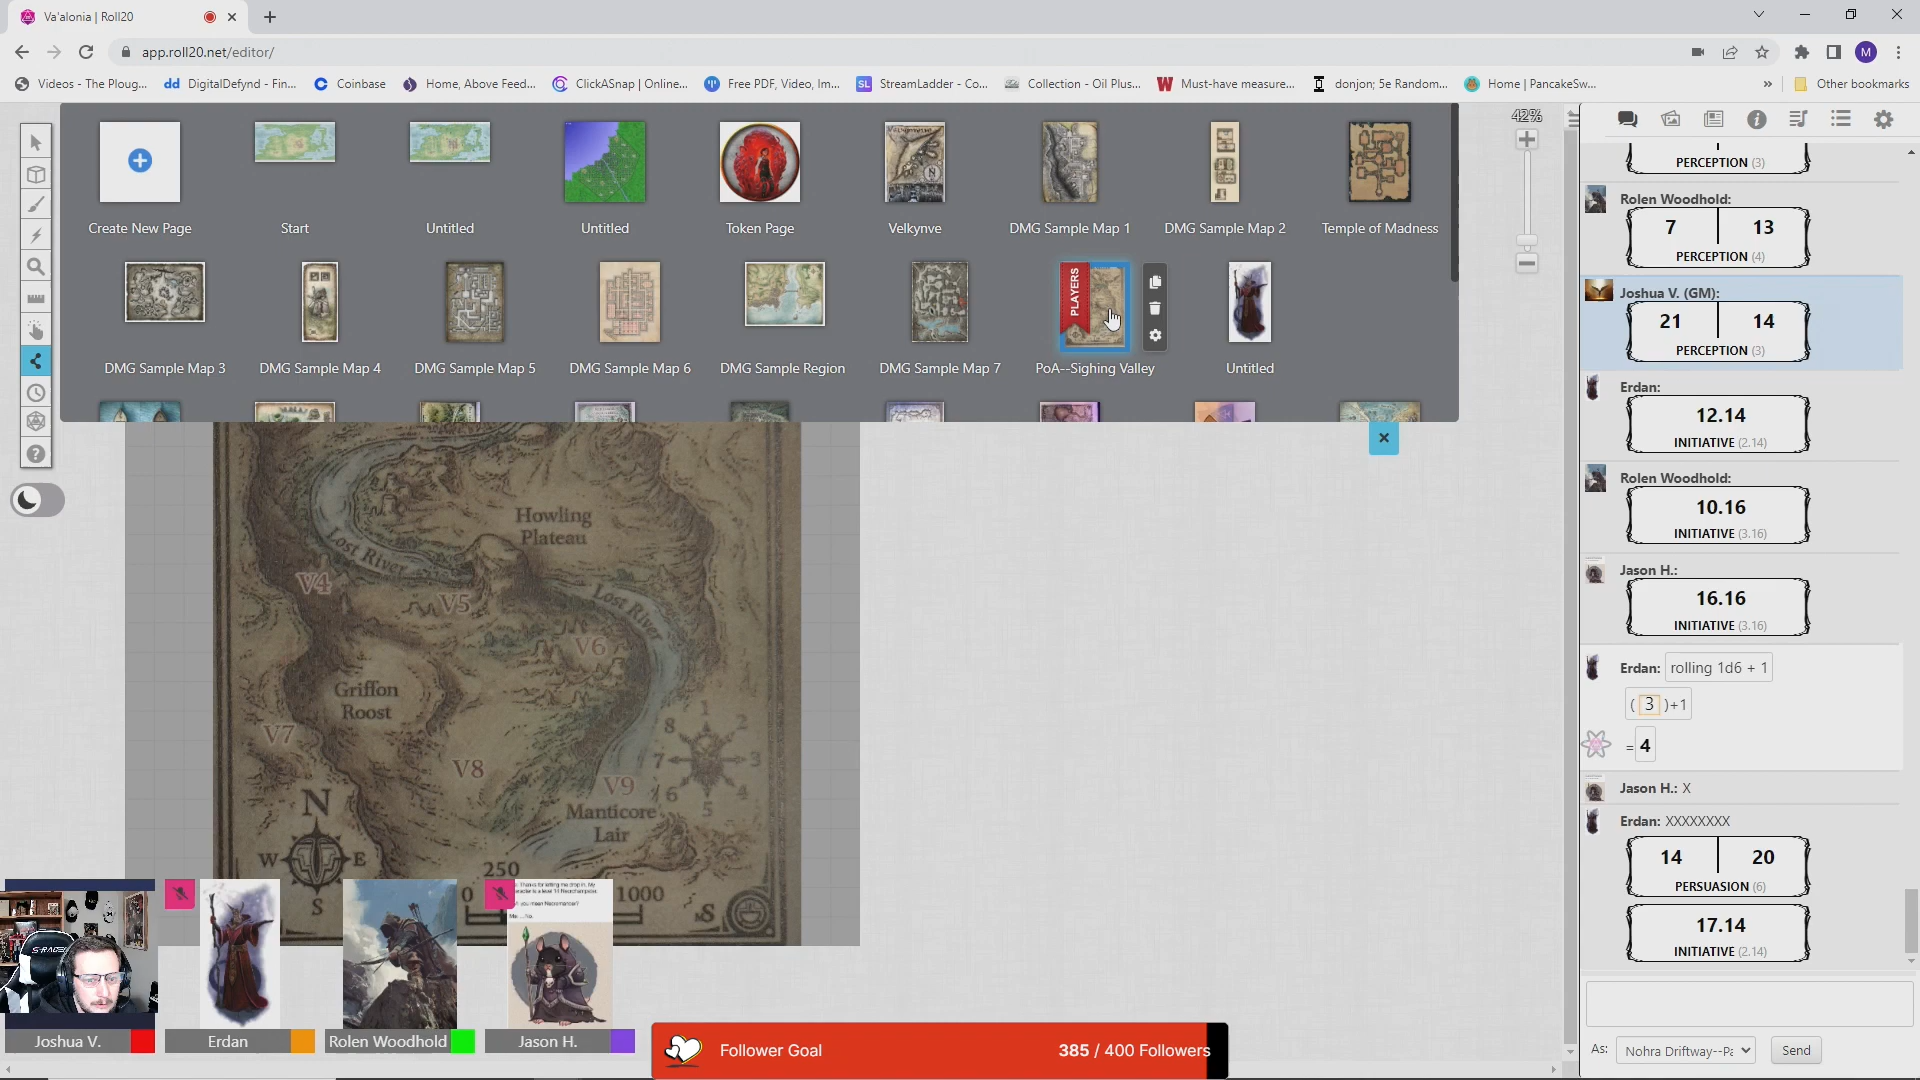 Va'alonia | Roll20
app.roll20.net/editor/
Videos - The Ploug...
DigitalDefynd - Fin...
Coinbase
Home, Above Feed...
ClickASnap | Online...
Free PDF, Video, Im...
StreamLadder - Co...
Collection - Oil Plus...
Must-have measure...
donjon; 5e Random...
Home | PancakeSw...
»
Other bookmarks
M
Create New Page
Start
Untitled
Untitled
Token Page
Velkynve
DMG Sample Map 1
DMG Sample Map 2
Temple of Madness
PLAYERS
DMG Sample Map 3
DMG Sample Map 4
DMG Sample Map 5
DMG Sample Map 6
DMG Sample Region
DMG Sample Map 7
PoA--Sighing Valley
Untitled
42%
Howling
Plateau
Lost River
V4
V5
Lost River
V6
Griffon
Roost
V7
V8
V9
Manticore
Lair
1
2
3
4
5
6
7
8
N
W
E
S
250
0
1000
PERCEPTION (3)
Rolen Woodhold:
7 13
PERCEPTION (4)
Joshua V. (GM):
21 14
PERCEPTION (3)
Erdan:
12.14
INITIATIVE (2.14)
Rolen Woodhold:
10.16
INITIATIVE (3.16)
Jason H.:
16.16
INITIATIVE (3.16)
Erdan: rolling 1d6 + 1
(3)+1
=4
Jason H.: X
Erdan: XXXXXXXX
14 20
PERSUASION (6)
17.14
INITIATIVE (2.14)
As: Nohra Driftway--Pa
Send
Joshua V.
Erdan
Rolen Woodhold
Jason H.
Follower Goal
385 / 400 Followers